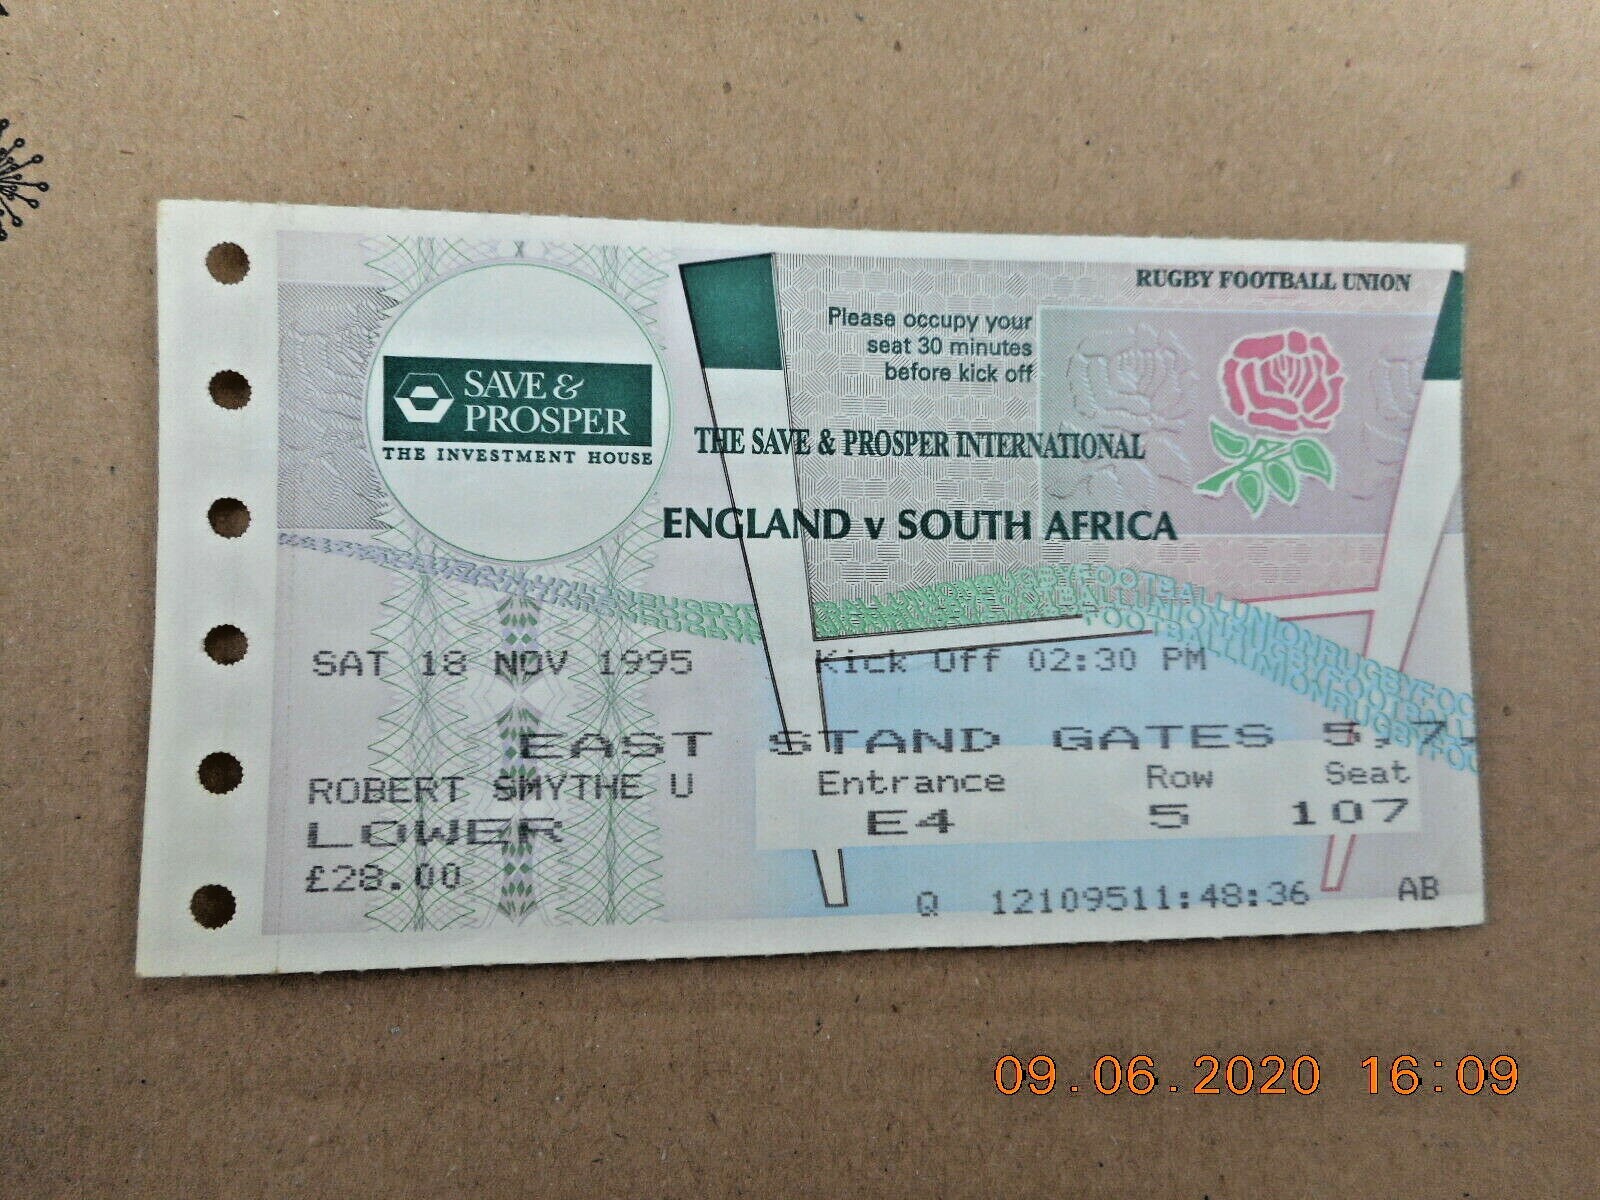 RUGBY FOOTBALL UNION
Please occupy your
seat 30 minutes
before kick off
SAVE &
PROSPER
THE INVESTMENT HOUSE
THE SAVE & PROSPER INTERNATIONAL
ENGLAND v SOUTH AFRICA
SAT 18 NOV 1995 Kick Off 02:30 PM
EAST STAND GATES 5,7
ROBERT SMYTHE U Entrance Row Seat
LOWER E4 5 107
£28.00
Q 12109511:48:36 AB
09.06.2020 16:09